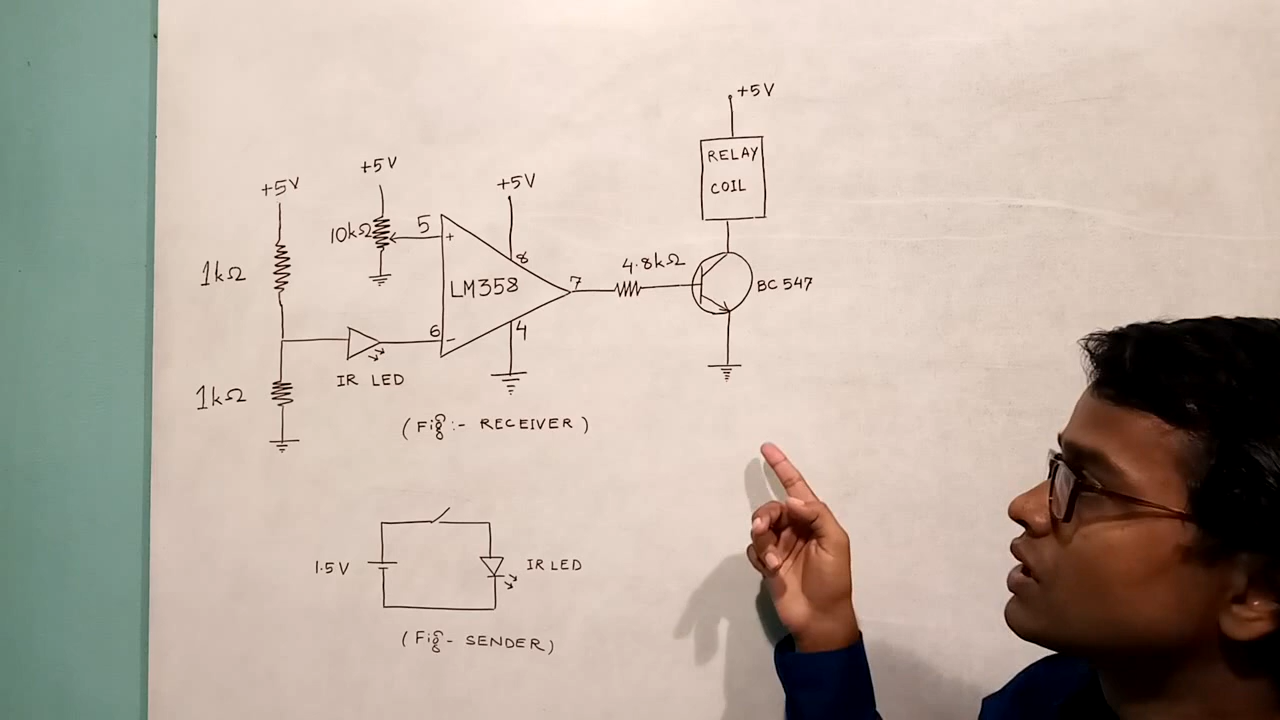 +5V
RELAY
COIL
+5V
+5V
+5V
10kΩ
5
+
8
1kΩ
LM358
7
4.8kΩ
BC 547
6
-
4
IR LED
1kΩ
(Fig:- RECEIVER)
1.5V
IR LED
(Fig- SENDER)